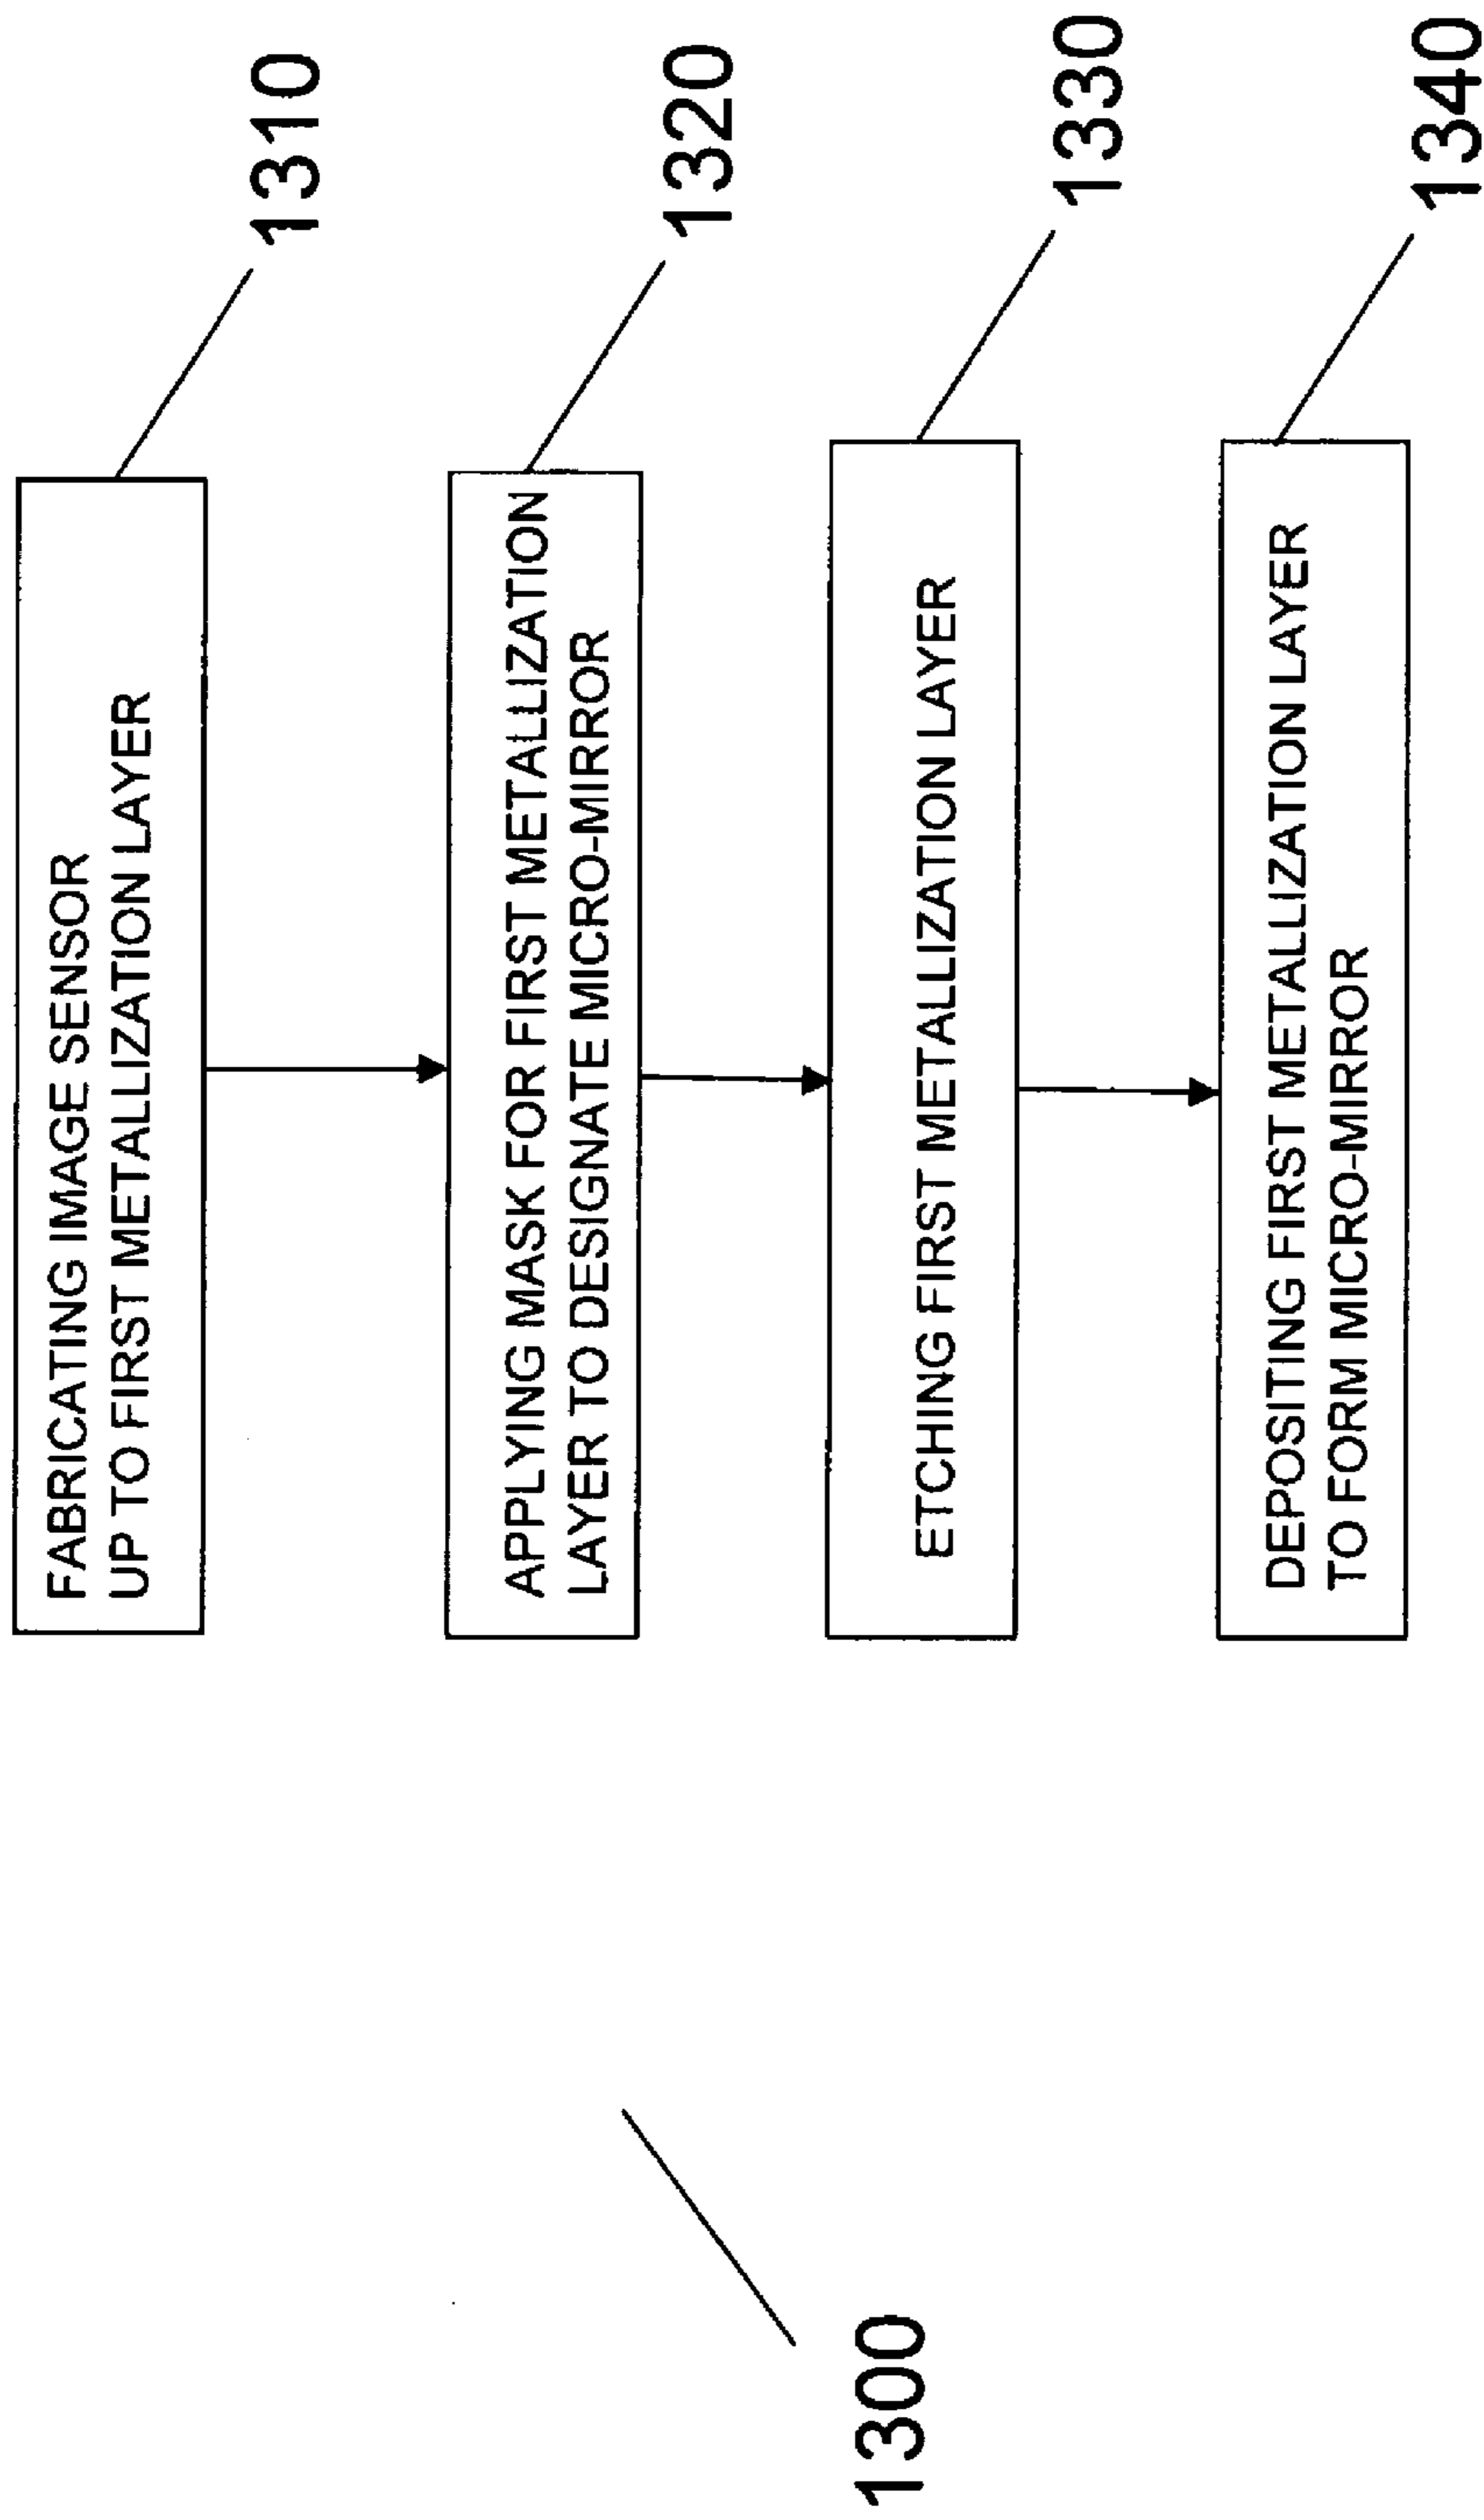 1300
FABRICATING IMAGE SENSOR
UP TO FIRST METALLIZATION LAYER
1310
APPLYING MASK FOR FIRST METALLIZATION
LAYER TO DESIGNATE MICRO-MIRROR
1320
ETCHING FIRST METALLIZATION LAYER
1330
DEPOSITING FIRST METALLIZATION LAYER
TO FORM MICRO-MIRROR
1340